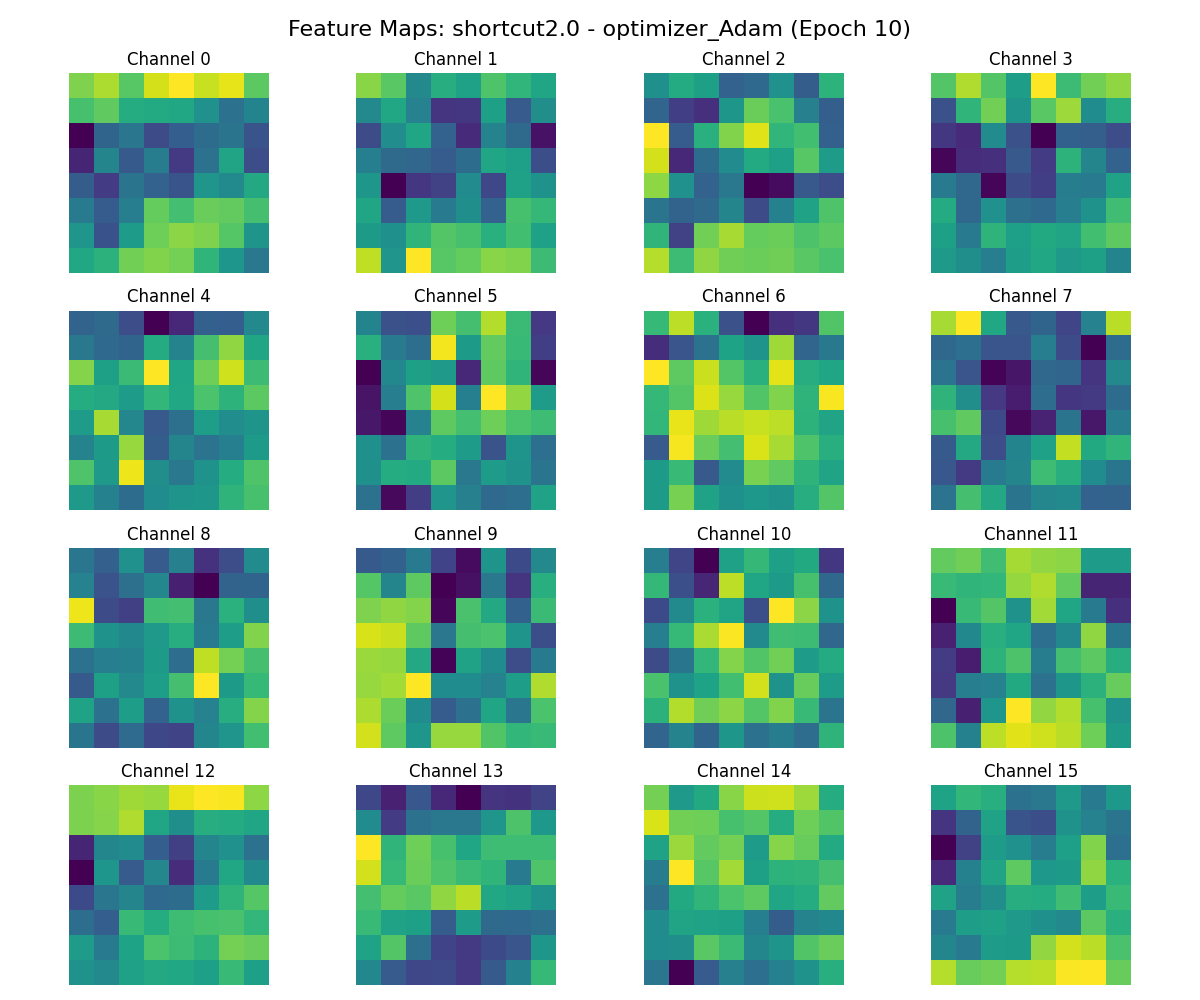 Feature Maps: shortcut2.0 - optimizer_Adam (Epoch 10)
Channel 0
Channel 1
Channel 2
Channel 3
Channel 4
Channel 5
Channel 6
Channel 7
Channel 8
Channel 9
Channel 10
Channel 11
Channel 12
Channel 13
Channel 14
Channel 15